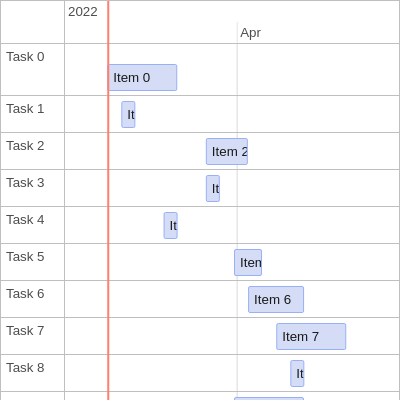 2022
Apr
Task 0
Item 0
Task 1
It
Task 2
Item 2
Task 3
It
Task 4
It
Task 5
Item
Task 6
Item 6
Task 7
Item 7
Task 8
It